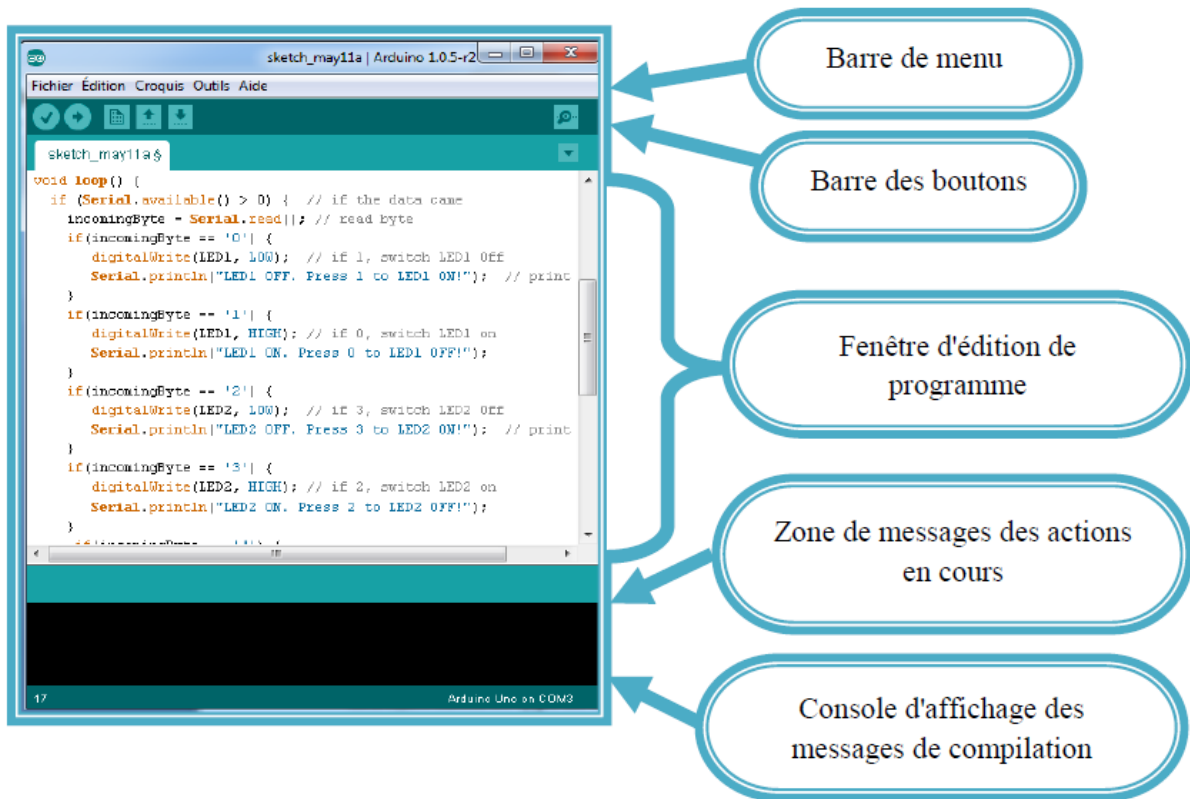 sketch_may11a | Arduino 1.0.5-r2
Fichier Édition Croquis Outils Aide
sketch_may11a §
void loop() {
if (Serial.available() > 0) { // if the data came
incomingByte = Serial.read(); // read byte
if(incomingByte == '0') {
digitalWrite(LED1, LOW); // if 1, switch LED1 Off
Serial.println("LED1 OFF. Press 1 to LED1 ON!"); // print
}
if(incomingByte == '1') {
digitalWrite(LED1, HIGH); // if 0, switch LED1 on
Serial.println("LED1 ON. Press 0 to LED1 OFF!");
}
if(incomingByte == '2') {
digitalWrite(LED2, LOW); // if 3, switch LED2 Off
Serial.println("LED2 OFF. Press 3 to LED2 ON!"); // print
}
if(incomingByte == '3') {
digitalWrite(LED2, HIGH); // if 2, switch LED2 on
Serial.println("LED2 ON. Press 2 to LED2 OFF!");
}
17
Arduino Uno on COM3
Barre de menu
Barre des boutons
Fenêtre d'édition de
programme
Zone de messages des actions
en cours
Console d'affichage des
messages de compilation